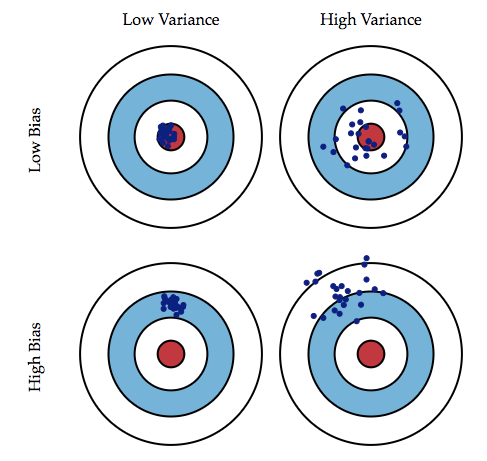 Low Variance
High Variance
Low Bias
High Bias